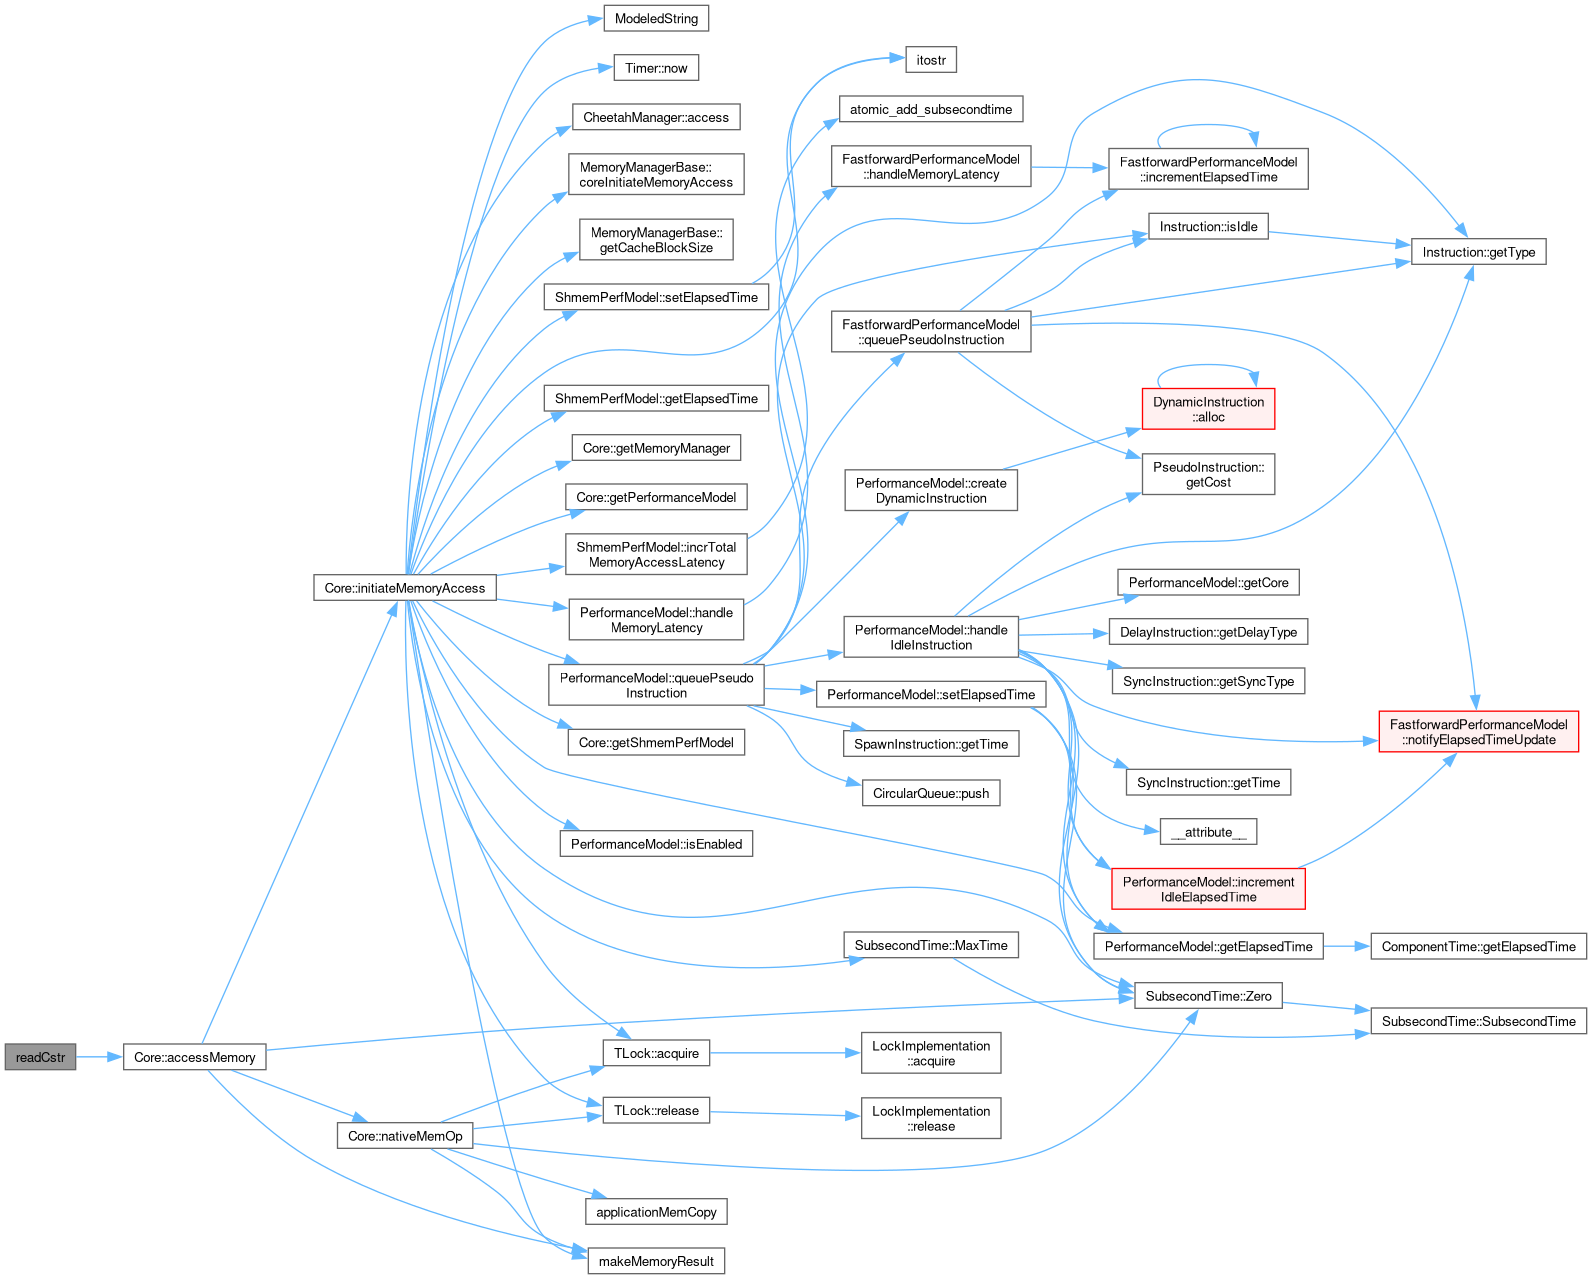 ModeledString
Timer::now
CheetahManager::access
MemoryManagerBase::
coreInitiateMemoryAccess
MemoryManagerBase::
getCacheBlockSize
ShmemPerfModel::setElapsedTime
ShmemPerfModel::getElapsedTime
Core::getMemoryManager
Core::getPerformanceModel
ShmemPerfModel::incrTotal
MemoryAccessLatency
PerformanceModel::handle
MemoryLatency
PerformanceModel::queuePseudo
Instruction
Core::getShmemPerfModel
PerformanceModel::isEnabled
TLock::acquire
TLock::release
applicationMemCopy
makeMemoryResult
readCstr
Core::accessMemory
Core::initiateMemoryAccess
Core::nativeMemOp
itostr
atomic_add_subsecondtime
FastforwardPerformanceModel
::handleMemoryLatency
FastforwardPerformanceModel
::queuePseudoInstruction
PerformanceModel::create
DynamicInstruction
PerformanceModel::handle
IdleInstruction
PerformanceModel::setElapsedTime
SpawnInstruction::getTime
CircularQueue::push
SubsecondTime::MaxTime
LockImplementation
::acquire
LockImplementation
::release
FastforwardPerformanceModel
::incrementElapsedTime
Instruction::isIdle
DynamicInstruction
::alloc
PseudoInstruction::
getCost
PerformanceModel::getCore
DelayInstruction::getDelayType
SyncInstruction::getSyncType
SyncInstruction::getTime
__attribute__
PerformanceModel::increment
IdleElapsedTime
PerformanceModel::getElapsedTime
SubsecondTime::Zero
Instruction::getType
FastforwardPerformanceModel
::notifyElapsedTimeUpdate
ComponentTime::getElapsedTime
SubsecondTime::SubsecondTime